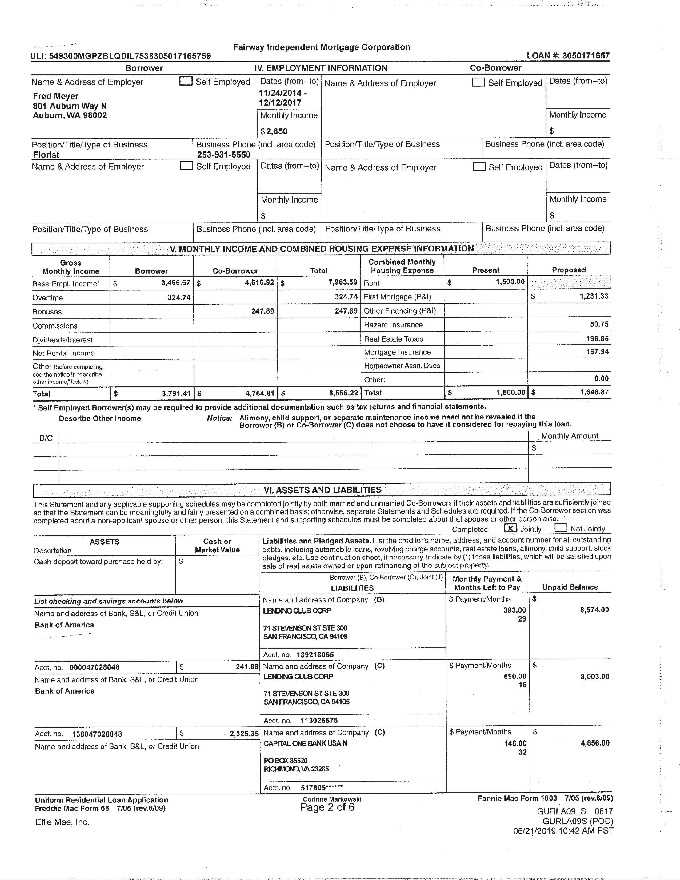 Fairway Independent Mortgage Corporation
ULI: 549300MGPZBLQDIL7538305017165759
LOAN #: 3050171657
Borrower IV. EMPLOYMENT INFORMATION Co-Borrower
Name & Address of Employer Self Employed Dates (from–to) Name & Address of Employer Self Employed Dates (from–to)
Fred Meyer
801 Auburn Way N
Auburn, WA 98002
11/24/2014 -
12/12/2017
Monthly Income Monthly Income
$ 2,650 $
Position/Title/Type of Business Business Phone (incl. area code) Position/Title/Type of Business Business Phone (incl. area code)
Florist 253-931-5550
Name & Address of Employer Self Employed Dates (from–to) Name & Address of Employer Self Employed Dates (from–to)
Monthly Income Monthly Income
$ $
Position/Title/Type of Business Business Phone (incl. area code) Position/Title/Type of Business Business Phone (incl. area code)
V. MONTHLY INCOME AND COMBINED HOUSING EXPENSE INFORMATION
Gross Monthly Income Borrower Co-Borrower Total Combined Monthly Housing Expense Present Proposed
Base Empl. Income* $ 3,466.67 $ 4,516.92 $ 7,983.59 Rent $ 1,500.00
Overtime 324.74 324.74 First Mortgage (P&I) $ 1,231.33
Bonuses 247.89 247.89 Other Financing (P&I)
Commissions Hazard Insurance
Dividends/Interest Real Estate Taxes
Net Rental Income Mortgage Insurance
Other (before completing, see the notice in "describe other income," below) Homeowner Assn. Dues
Other: 0.00
Total $ 3,791.41 $ 4,764.81 $ 8,556.22 Total $ 1,500.00 $
* Self Employed Borrower(s) may be required to provide additional documentation such as tax returns and financial statements.
Describe Other Income Notice: Alimony, child support, or separate maintenance income need not be revealed if the
Borrower (B) or Co-Borrower (C) does not choose to have it considered for repaying this loan.
B/C Monthly Amount
$
VI. ASSETS AND LIABILITIES
This Statement and any applicable supporting schedules may be completed jointly by both married and unmarried Co-Borrowers if their assets and liabilities are sufficiently joined
so that the Statement can be meaningfully and fairly presented on a combined basis; otherwise, separate Statements and Schedules are required. If the Co-Borrower section was
completed about a non-applicant spouse or other person, this Statement and supporting schedules must be completed about that spouse or other person also.
Completed X Jointly Not Jointly
ASSETS Cash or Market Value
Description
Cash deposit toward purchase held by: $
Liabilities and Pledged Assets. List the creditor's name, address, and account number for all outstanding
debts, including automobile loans, revolving charge accounts, real estate loans, alimony, child support, stock
pledges, etc. Use continuation sheet, if necessary. Indicate by (*) those liabilities, which will be satisfied upon
sale of real estate owned or upon refinancing of the subject property.
Borrower (B), Co-Borrower (C), Joint (J)
LIABILITIES Monthly Payment & Months Left to Pay Unpaid Balance
List checking and savings accounts below
Name and address of Company (B) $ Payment/Months $
Name and address of Bank, S&L, or Credit Union
Bank of America
LENDING CLUB CORP 393.00 8,574.00
29
71 STEVENSON ST STE 300
SAN FRANCISCO, CA 94105
Acct. no. 139218055
Acct. no. 000047028048 $ 241.88
Name and address of Company (C) $ Payment/Months $
Name and address of Bank, S&L, or Credit Union
Bank of America
LENDING CLUB CORP 690.00
16
71 STEVENSON ST STE 300
SAN FRANCISCO, CA 94105
Acct. no. 113026575
Acct. no. 138047028048 $ 2,325.35
Name and address of Company (C) $ Payment/Months $
Name and address of Bank, S&L, or Credit Union
CAPITAL ONE BANK USA N 146.00 4,656.00
32
PO BOX 85520
RICHMOND, VA 23285
Acct. no. 517805******
Uniform Residential Loan Application
Freddie Mac Form 65 7/05 (rev.6/09)
Corinne Markowski
Page 2 of 6
Fannie Mae Form 1003 7/05 (rev.6/09)
Ellie Mae, Inc.
GURLA09_S 0617
GURLA09S (POD)
06/21/2019 10:42 AM PST